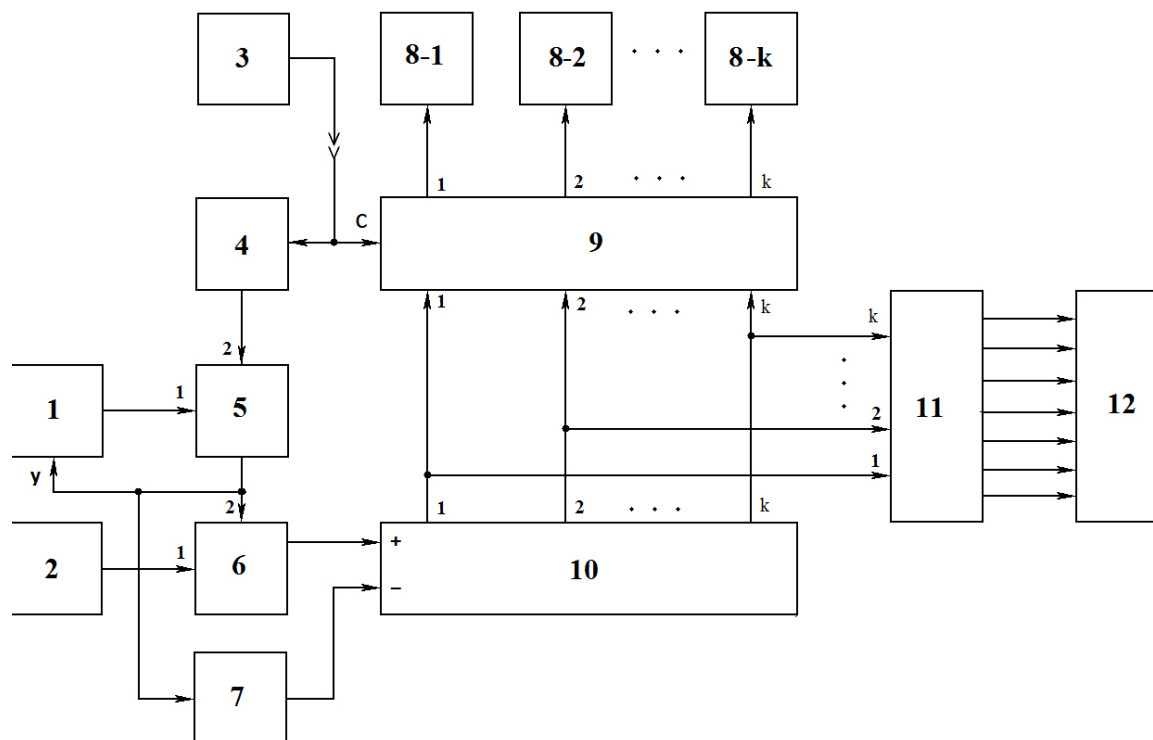 3 8-1 8-2 . . . 8-k
1 2 . . . k
4 C 9
1 2 . . . k
k
2 . . .
1 1 5 11 12
2
y 1
2 1 2 . . . k
2 1 6 + 10
−
7